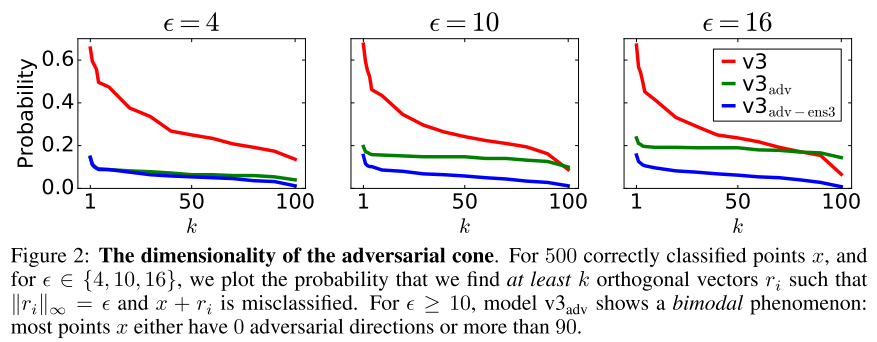 ϵ = 4
ϵ = 10
ϵ = 16
Probability
0.6
0.4
0.2
0.0
1
50
100
k
1
50
100
k
1
50
100
k
v3
v3adv
v3adv−ens3
Figure 2: The dimensionality of the adversarial cone. For 500 correctly classified points x, and
for ϵ ∈ {4, 10, 16}, we plot the probability that we find at least k orthogonal vectors ri such that
‖ri‖∞ = ϵ and x + ri is misclassified. For ϵ ≥ 10, model v3adv shows a bimodal phenomenon:
most points x either have 0 adversarial directions or more than 90.